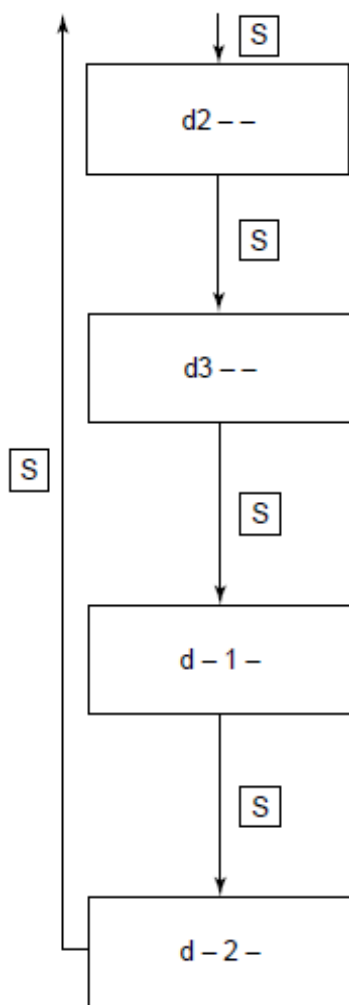 S
d2 – –
S
d3 – –
S
S
d – 1 –
S
d – 2 –